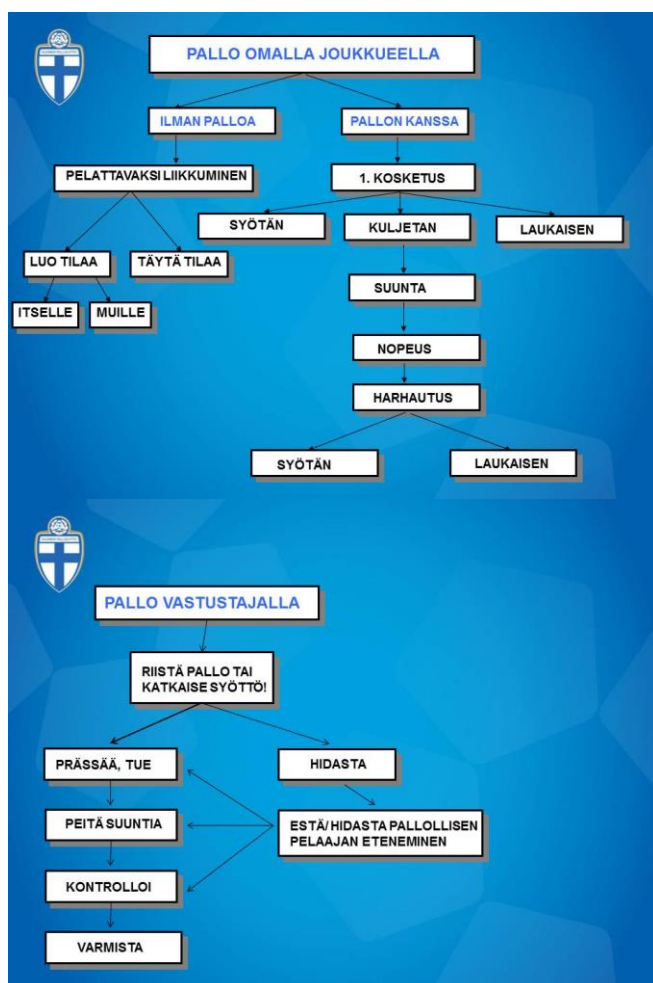 PALLO OMALLA JOUKKUEELLA
ILMAN PALLOA
PALLON KANSSA
PELATTAVAKSI LIIKKUMINEN
1. KOSKETUS
SYÖTÄN
KULJETAN
LAUKAISEN
LUO TILAA
TÄYTÄ TILAA
SUUNTA
ITSELLE
MUILLE
NOPEUS
HARHAUTUS
SYÖTÄN
LAUKAISEN
PALLO VASTUSTAJALLA
RIISTÄ PALLO TAI
KATKAISE SYÖTTÖ!
PRÄSSÄÄ, TUE
HIDASTA
PEITÄ SUUNTIA
ESTÄ/ HIDASTA PALLOLLISEN
PELAAJAN ETENEMINEN
KONTROLLOI
VARMISTA